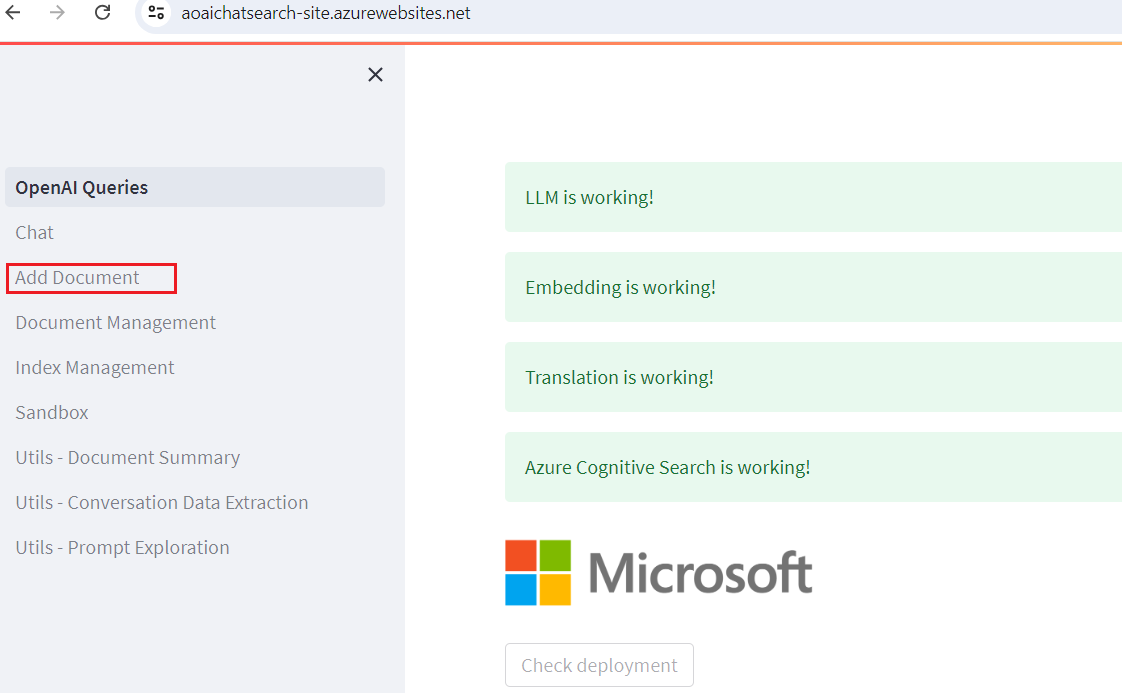 aoaichatsearch-site.azurewebsites.net
OpenAI Queries
Chat
Add Document
Document Management
Index Management
Sandbox
Utils - Document Summary
Utils - Conversation Data Extraction
Utils - Prompt Exploration
LLM is working!
Embedding is working!
Translation is working!
Azure Cognitive Search is working!
Microsoft
Check deployment